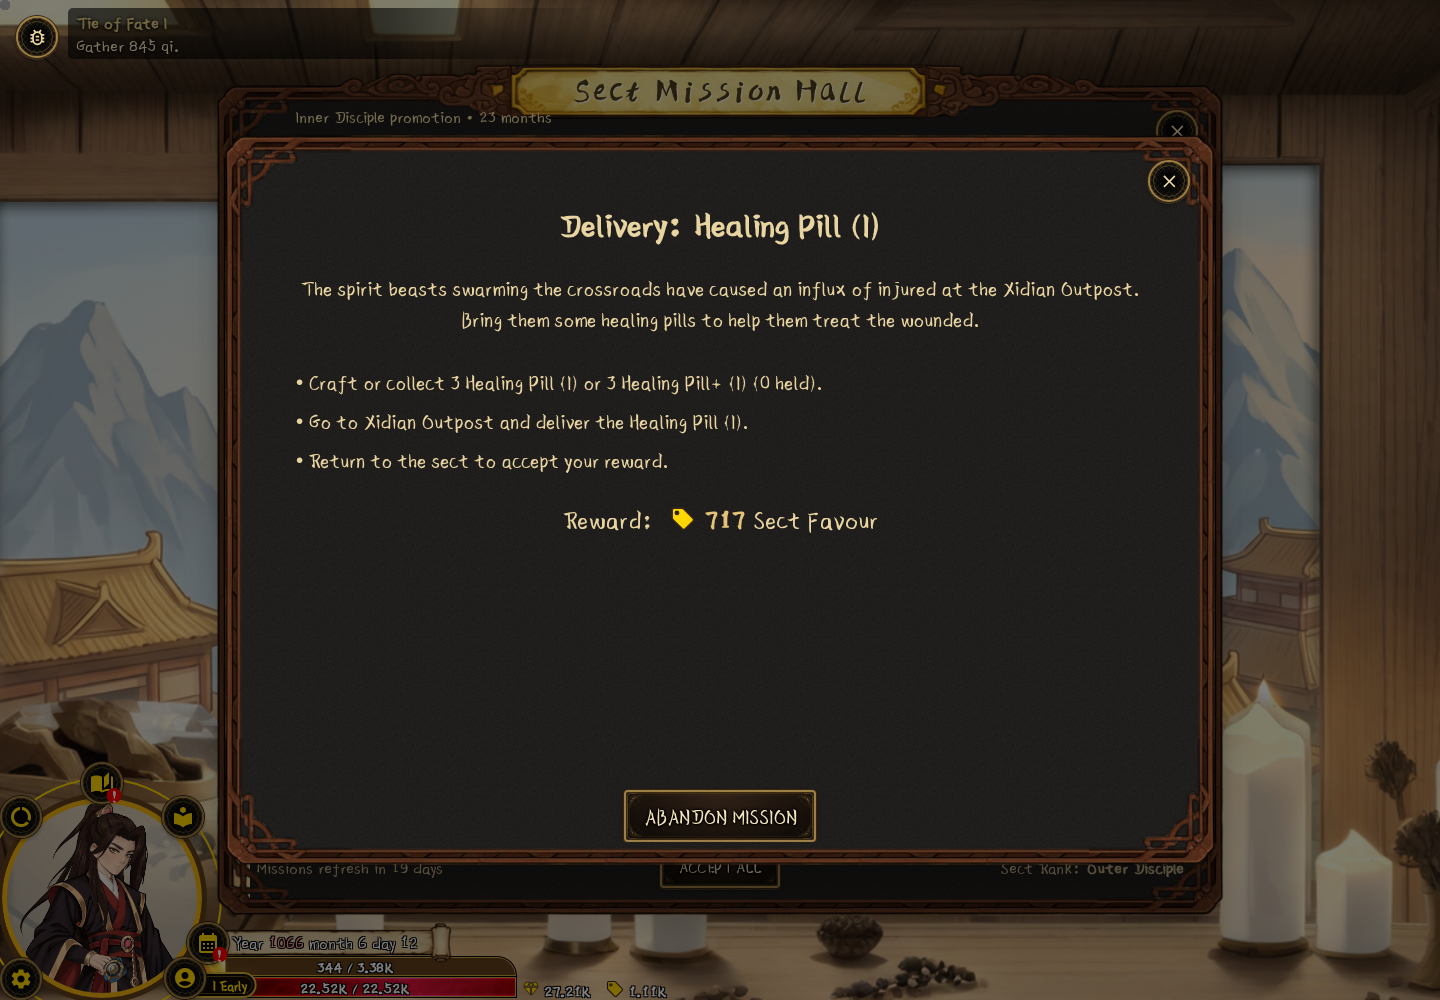 Tie of Fate I
Gather 845 qi.
Sect Mission Hall
Inner Disciple promotion • 23 months
Delivery: Healing Pill (I)
The spirit beasts swarming the crossroads have caused an influx of injured at the Xidian Outpost.
Bring them some healing pills to help them treat the wounded.
• Craft or collect 3 Healing Pill (I) or 3 Healing Pill+ (I) (0 held).
• Go to Xidian Outpost and deliver the Healing Pill (I).
• Return to the sect to accept your reward.
Reward: 717 Sect Favour
ABANDON MISSION
Missions refresh in 19 days
ACCEPT ALL
Sect Rank: Outer Disciple
Year 1066 month 6 day 12
344 / 3.38K
22.52K / 22.52K
I Early
27.21K
1.11K